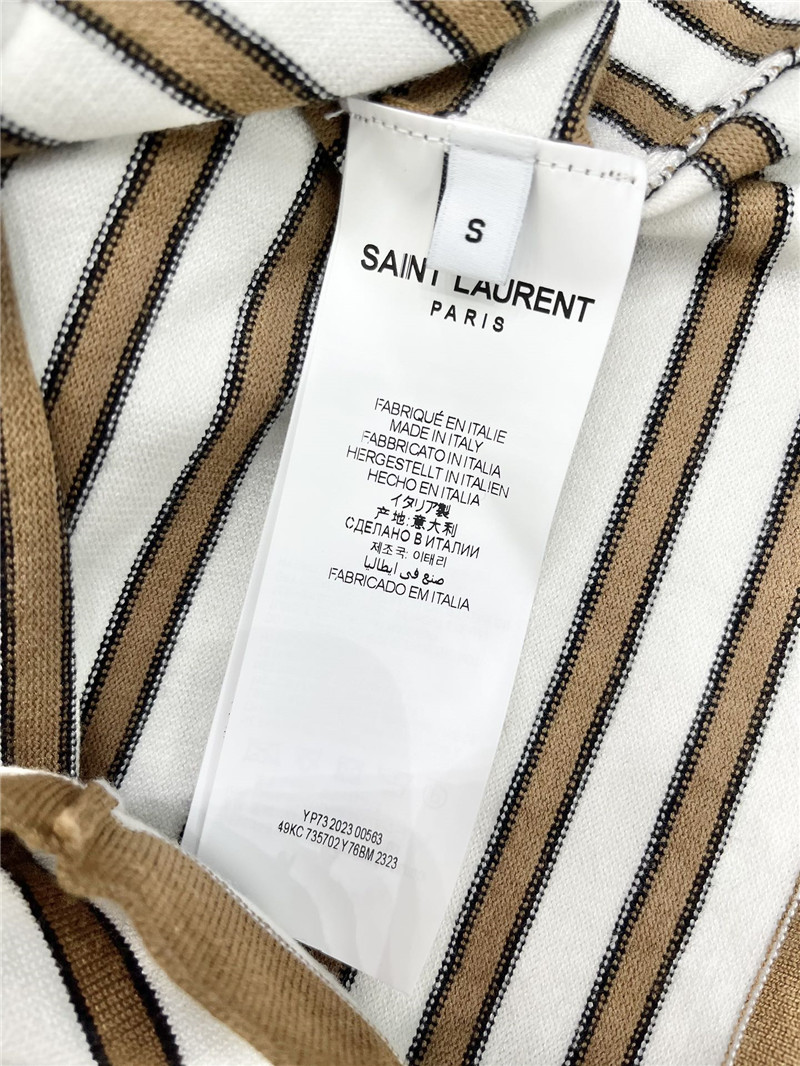 S
SAINT LAURENT
PARIS
FABRIQUÉ EN ITALIE
MADE IN ITALY
FABBRICATO IN ITALIA
HERGESTELLT IN ITALIEN
HECHO EN ITALIA
イタリア製
产地:意大利
СДЕЛАНО В ИТАЛИИ
제조국: 이태리
صنع في ايطاليا
FABRICADO EM ITALIA
YP73 2023 00563
49KC 735702 Y76BM 2323